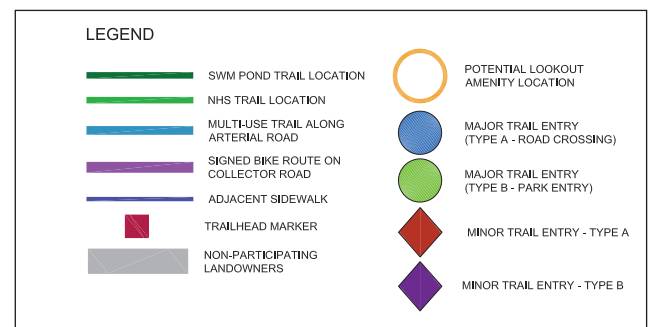 LEGEND
SWM POND TRAIL LOCATION
NHS TRAIL LOCATION
MULTI-USE TRAIL ALONG
ARTERIAL ROAD
SIGNED BIKE ROUTE ON
COLLECTOR ROAD
ADJACENT SIDEWALK
TRAILHEAD MARKER
NON-PARTICIPATING
LANDOWNERS
POTENTIAL LOOKOUT
AMENITY LOCATION
MAJOR TRAIL ENTRY
(TYPE A - ROAD CROSSING)
MAJOR TRAIL ENTRY
(TYPE B - PARK ENTRY)
MINOR TRAIL ENTRY - TYPE A
MINOR TRAIL ENTRY - TYPE B